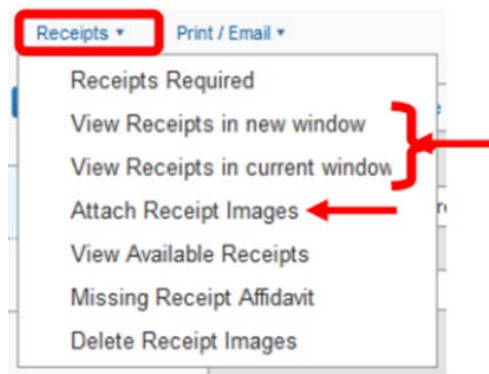 Receipts ▾ Print / Email ▾
Receipts Required
View Receipts in new window
View Receipts in current window
Attach Receipt Images
View Available Receipts
Missing Receipt Affidavit
Delete Receipt Images